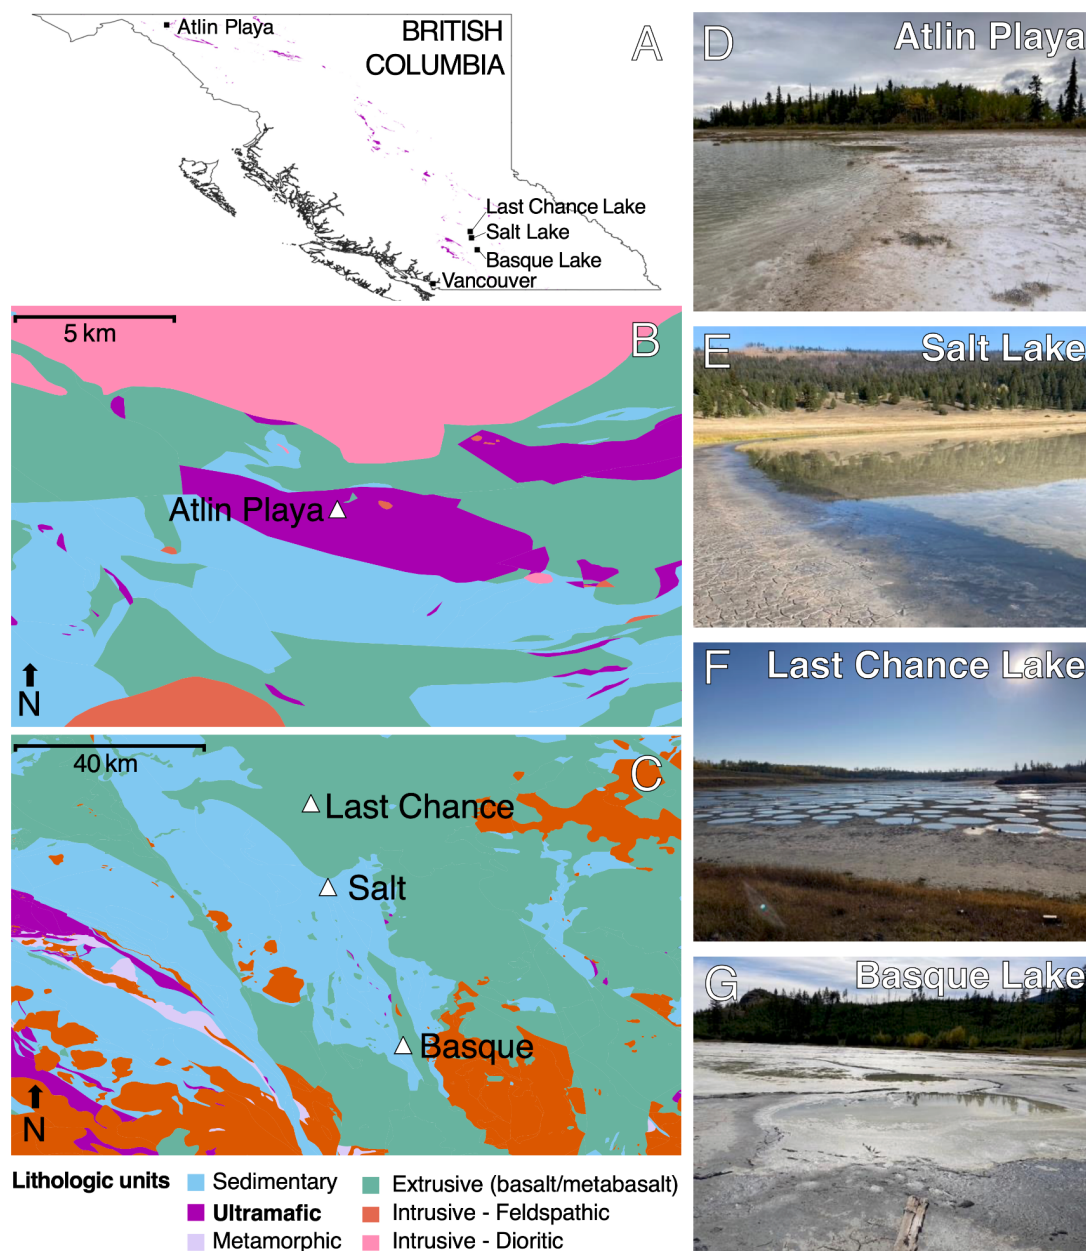 BRITISH
COLUMBIA
A
Atlin Playa
Last Chance Lake
Salt Lake
Basque Lake
Vancouver
5 km
B
Atlin Playa
N
40 km
C
Last Chance
Salt
Basque
N
Lithologic units
Sedimentary
Ultramafic
Metamorphic
Extrusive (basalt/metabasalt)
Intrusive - Feldspathic
Intrusive - Dioritic
D
Atlin Playa
E
Salt Lake
F
Last Chance Lake
G
Basque Lake